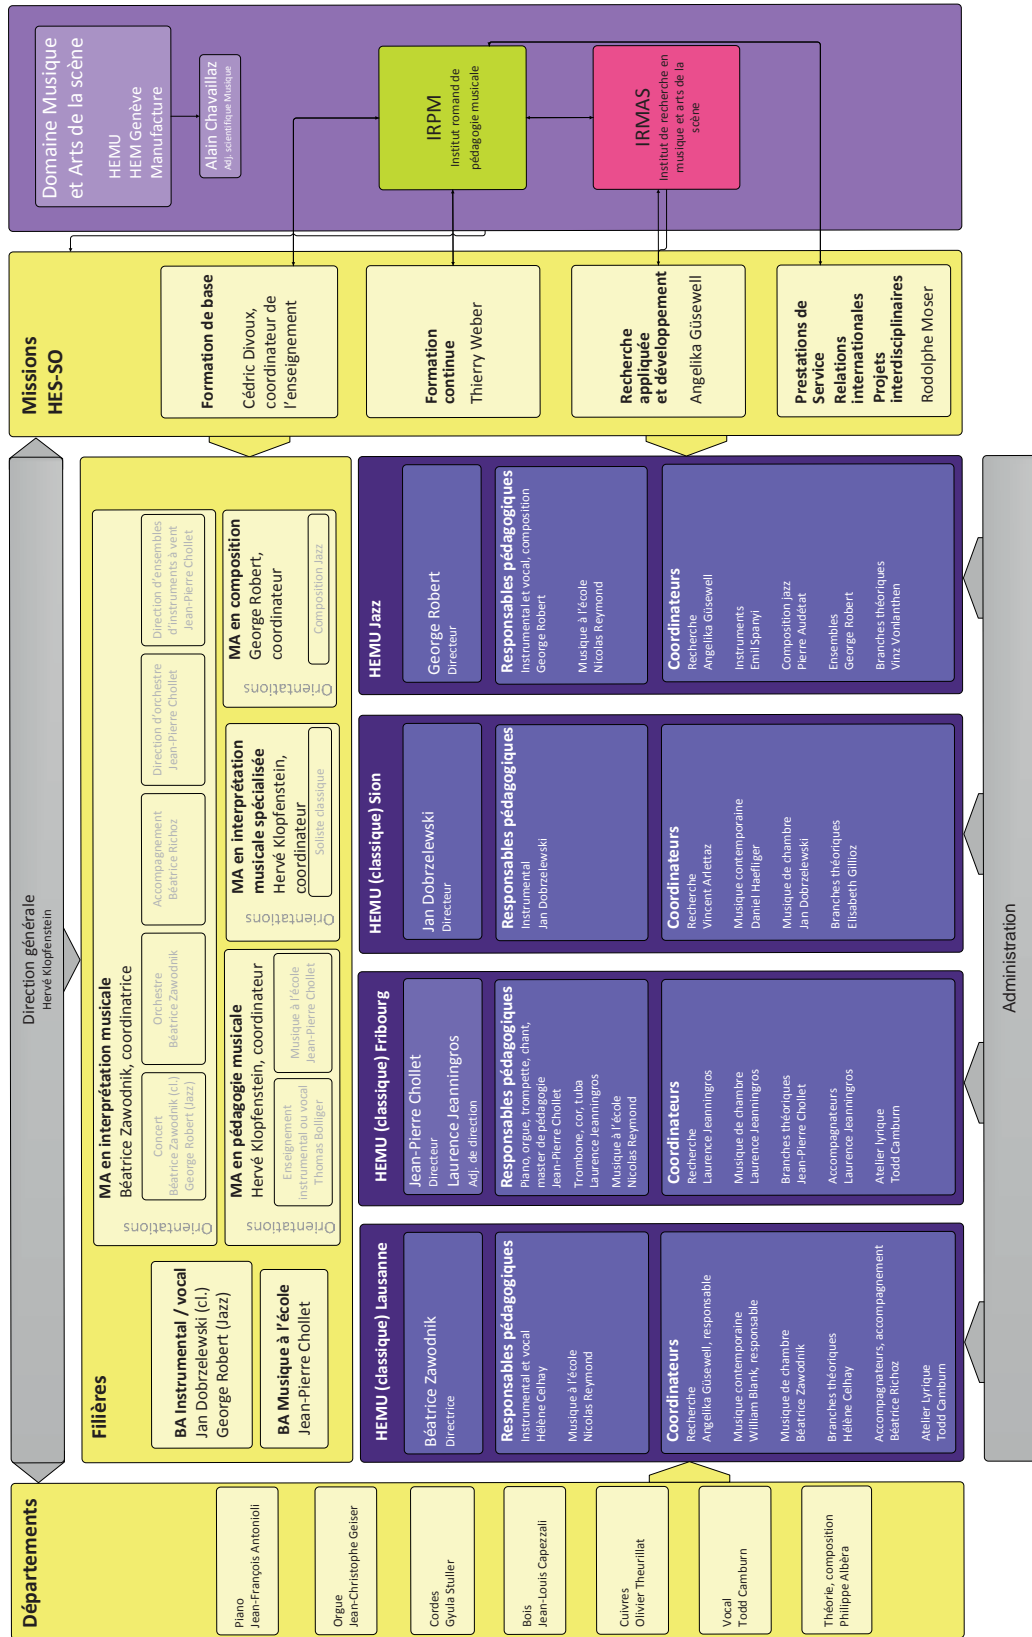 Direction générale
Hervé Klopfenstein
Départements
Piano
Jean-François Antonioli
Orgue
Jean-Christophe Geiser
Cordes
Gyula Stuller
Bois
Jean-Louis Capezzali
Cuivres
Olivier Theurillat
Vocal
Todd Camburn
Théorie, composition
Philippe Albèra
Filières
BA Instrumental / vocal
Jan Dobrzelewski (cl.)
George Robert (Jazz)
BA Musique à l'école
Jean-Pierre Chollet
MA en interprétation musicale
Béatrice Zawodnik, coordinatrice
Orientations
Concert
Béatrice Zawodnik (cl.)
George Robert (Jazz)
Orchestre
Béatrice Zawodnik
Accompagnement
Béatrice Richoz
Direction d'orchestre
Jean-Pierre Chollet
Direction d'ensembles
d'instruments à vent
Jean-Pierre Chollet
MA en pédagogie musicale
Hervé Klopfenstein, coordinateur
Orientations
Enseignement
instrumental ou vocal
Thomas Bolliger
Musique à l'école
Jean-Pierre Chollet
MA en interprétation
musicale spécialisée
Hervé Klopfenstein,
coordinateur
Orientations
Soliste classique
MA en composition
George Robert,
coordinateur
Orientations
Composition Jazz
HEMU (classique) Lausanne
Béatrice Zawodnik
Directrice
Responsables pédagogiques
Instrumental et vocal
Hélène Celhay
Musique à l'école
Nicolas Reymond
Coordinateurs
Recherche
Angelika Güsewell, responsable
Musique contemporaine
William Blank, responsable
Musique de chambre
Béatrice Zawodnik
Branches théoriques
Hélène Celhay
Accompagnateurs, accompagnement
Béatrice Richoz
Atelier Lyrique
Todd Camburn
HEMU (classique) Fribourg
Jean-Pierre Chollet
Directeur
Laurence Jeanningros
Adj. de direction
Responsables pédagogiques
Piano, orgue, trompette, chant,
master de pédagogie
Jean-Pierre Chollet
Trombone, cor, tuba
Laurence Jeanningros
Musique à l'école
Nicolas Reymond
Coordinateurs
Recherche
Laurence Jeanningros
Musique de chambre
Laurence Jeanningros
Branches théoriques
Jean-Pierre Chollet
Accompagnateurs
Laurence Jeanningros
Atelier lyrique
Todd Camburn
HEMU (classique) Sion
Jan Dobrzelewski
Directeur
Responsables pédagogiques
Instrumental
Jan Dobrzelewski
Coordinateurs
Recherche
Vincent Arlettaz
Musique contemporaine
Daniel Haefliger
Musique de chambre
Jan Dobrzelewski
Branches théoriques
Elisabeth Gillioz
HEMU Jazz
George Robert
Directeur
Responsables pédagogiques
Instrumental et vocal, composition
George Robert
Musique à l'école
Nicolas Reymond
Coordinateurs
Recherche
Angelika Güsewell
Instruments
Emil Spanyi
Composition jazz
Pierre Audétat
Ensembles
George Robert
Branches théoriques
Vinz Vonlanthen
Missions
HES-SO
Formation de base
Cédric Divoux,
coordinateur de
l'enseignement
Formation
continue
Thierry Weber
Recherche
appliquée
et développement
Angelika Güsewell
Prestations de
Service
Relations
internationales
Projets
interdisciplinaires
Rodolphe Moser
Domaine Musique
et Arts de la scène
HEMU
HEM Genève
Manufacture
Alain Chavaillaz
Adj. scientifique Musique
IRPM
Institut romand de
pédagogie musicale
IRMAS
Institut de recherche en
musique et arts de la
scène
Administration